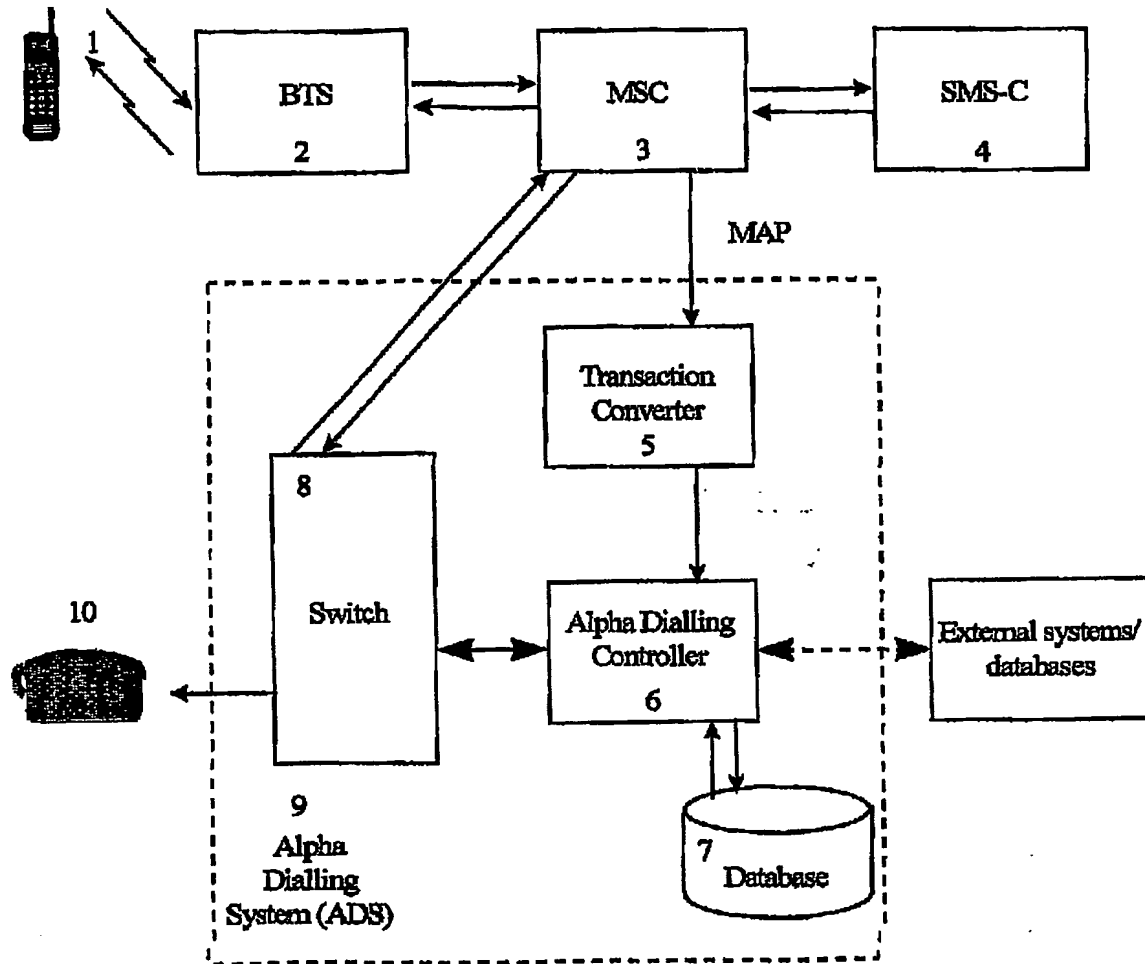 1
BTS
2
MSC
3
SMS-C
4
MAP
Transaction
Converter
5
8
Switch
10
Alpha Dialling
Controller
6
External systems/
databases
9
Alpha
Dialling
System (ADS)
7
Database